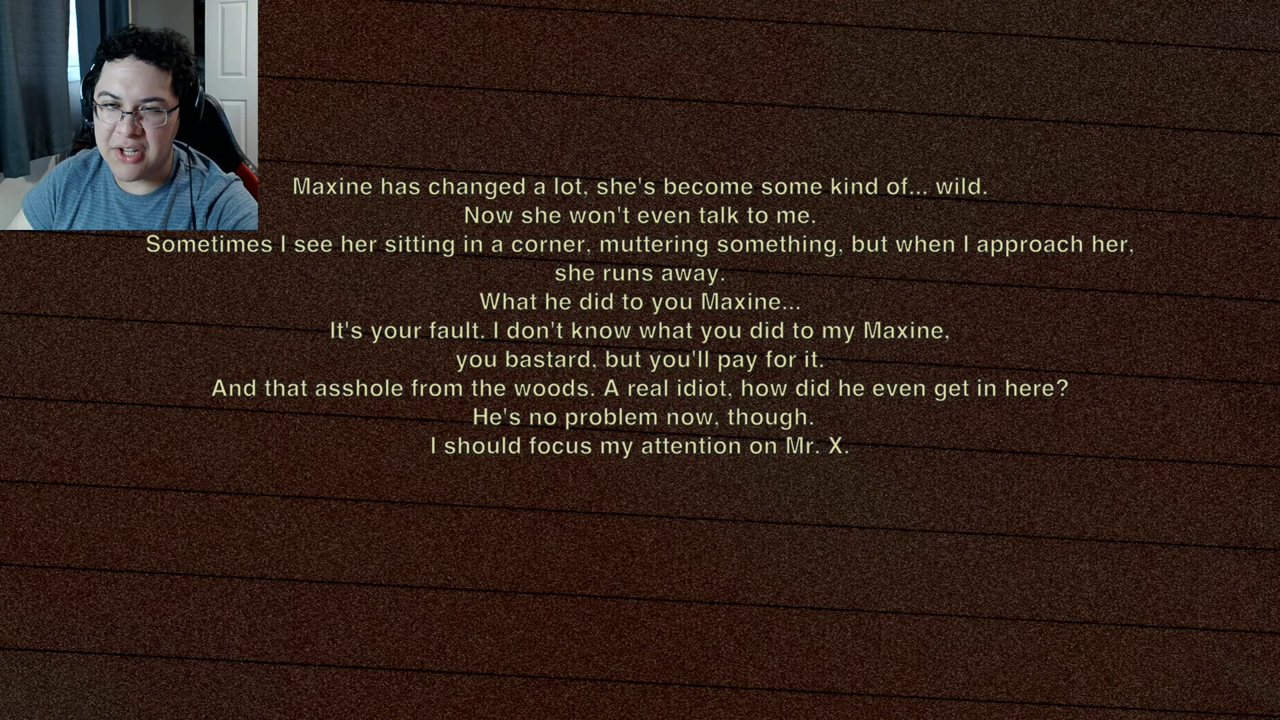 Maxine has changed a lot, she's become some kind of... wild.
Now she won't even talk to me.
Sometimes I see her sitting in a corner, muttering something, but when I approach her,
she runs away.
What he did to you Maxine...
It's your fault. I don't know what you did to my Maxine,
you bastard, but you'll pay for it.
And that asshole from the woods. A real idiot, how did he even get in here?
He's no problem now, though.
I should focus my attention on Mr. X.